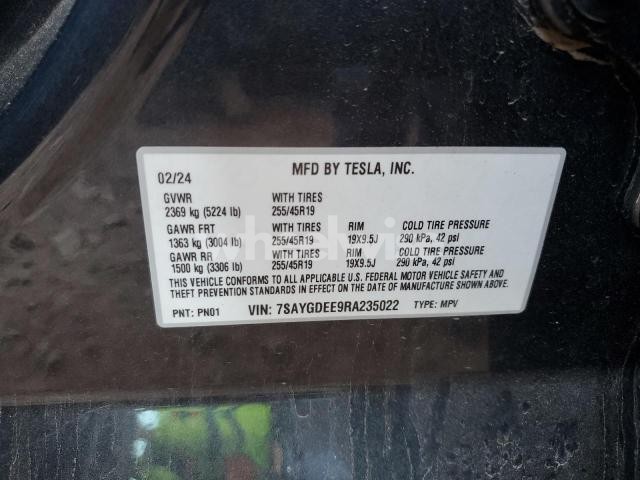 02/24 MFD BY TESLA, INC.
GVWR WITH TIRES
2369 kg (5224 lb) 255/45R19
GAWR FRT WITH TIRES RIM COLD TIRE PRESSURE
1363 kg (3004 lb) 255/45R19 19X9.5J 290 kPa, 42 psi
GAWR RR WITH TIRES RIM COLD TIRE PRESSURE
1500 kg (3306 lb) 255/45R19 19X9.5J 290 kPa, 42 psi
THIS VEHICLE CONFORMS TO ALL APPLICABLE U.S. FEDERAL MOTOR VEHICLE SAFETY AND
THEFT PREVENTION STANDARDS IN EFFECT ON THE DATE OF MANUFACTURE SHOWN ABOVE.
PNT: PN01 VIN: 7SAYGDEE9RA235022 TYPE: MPV